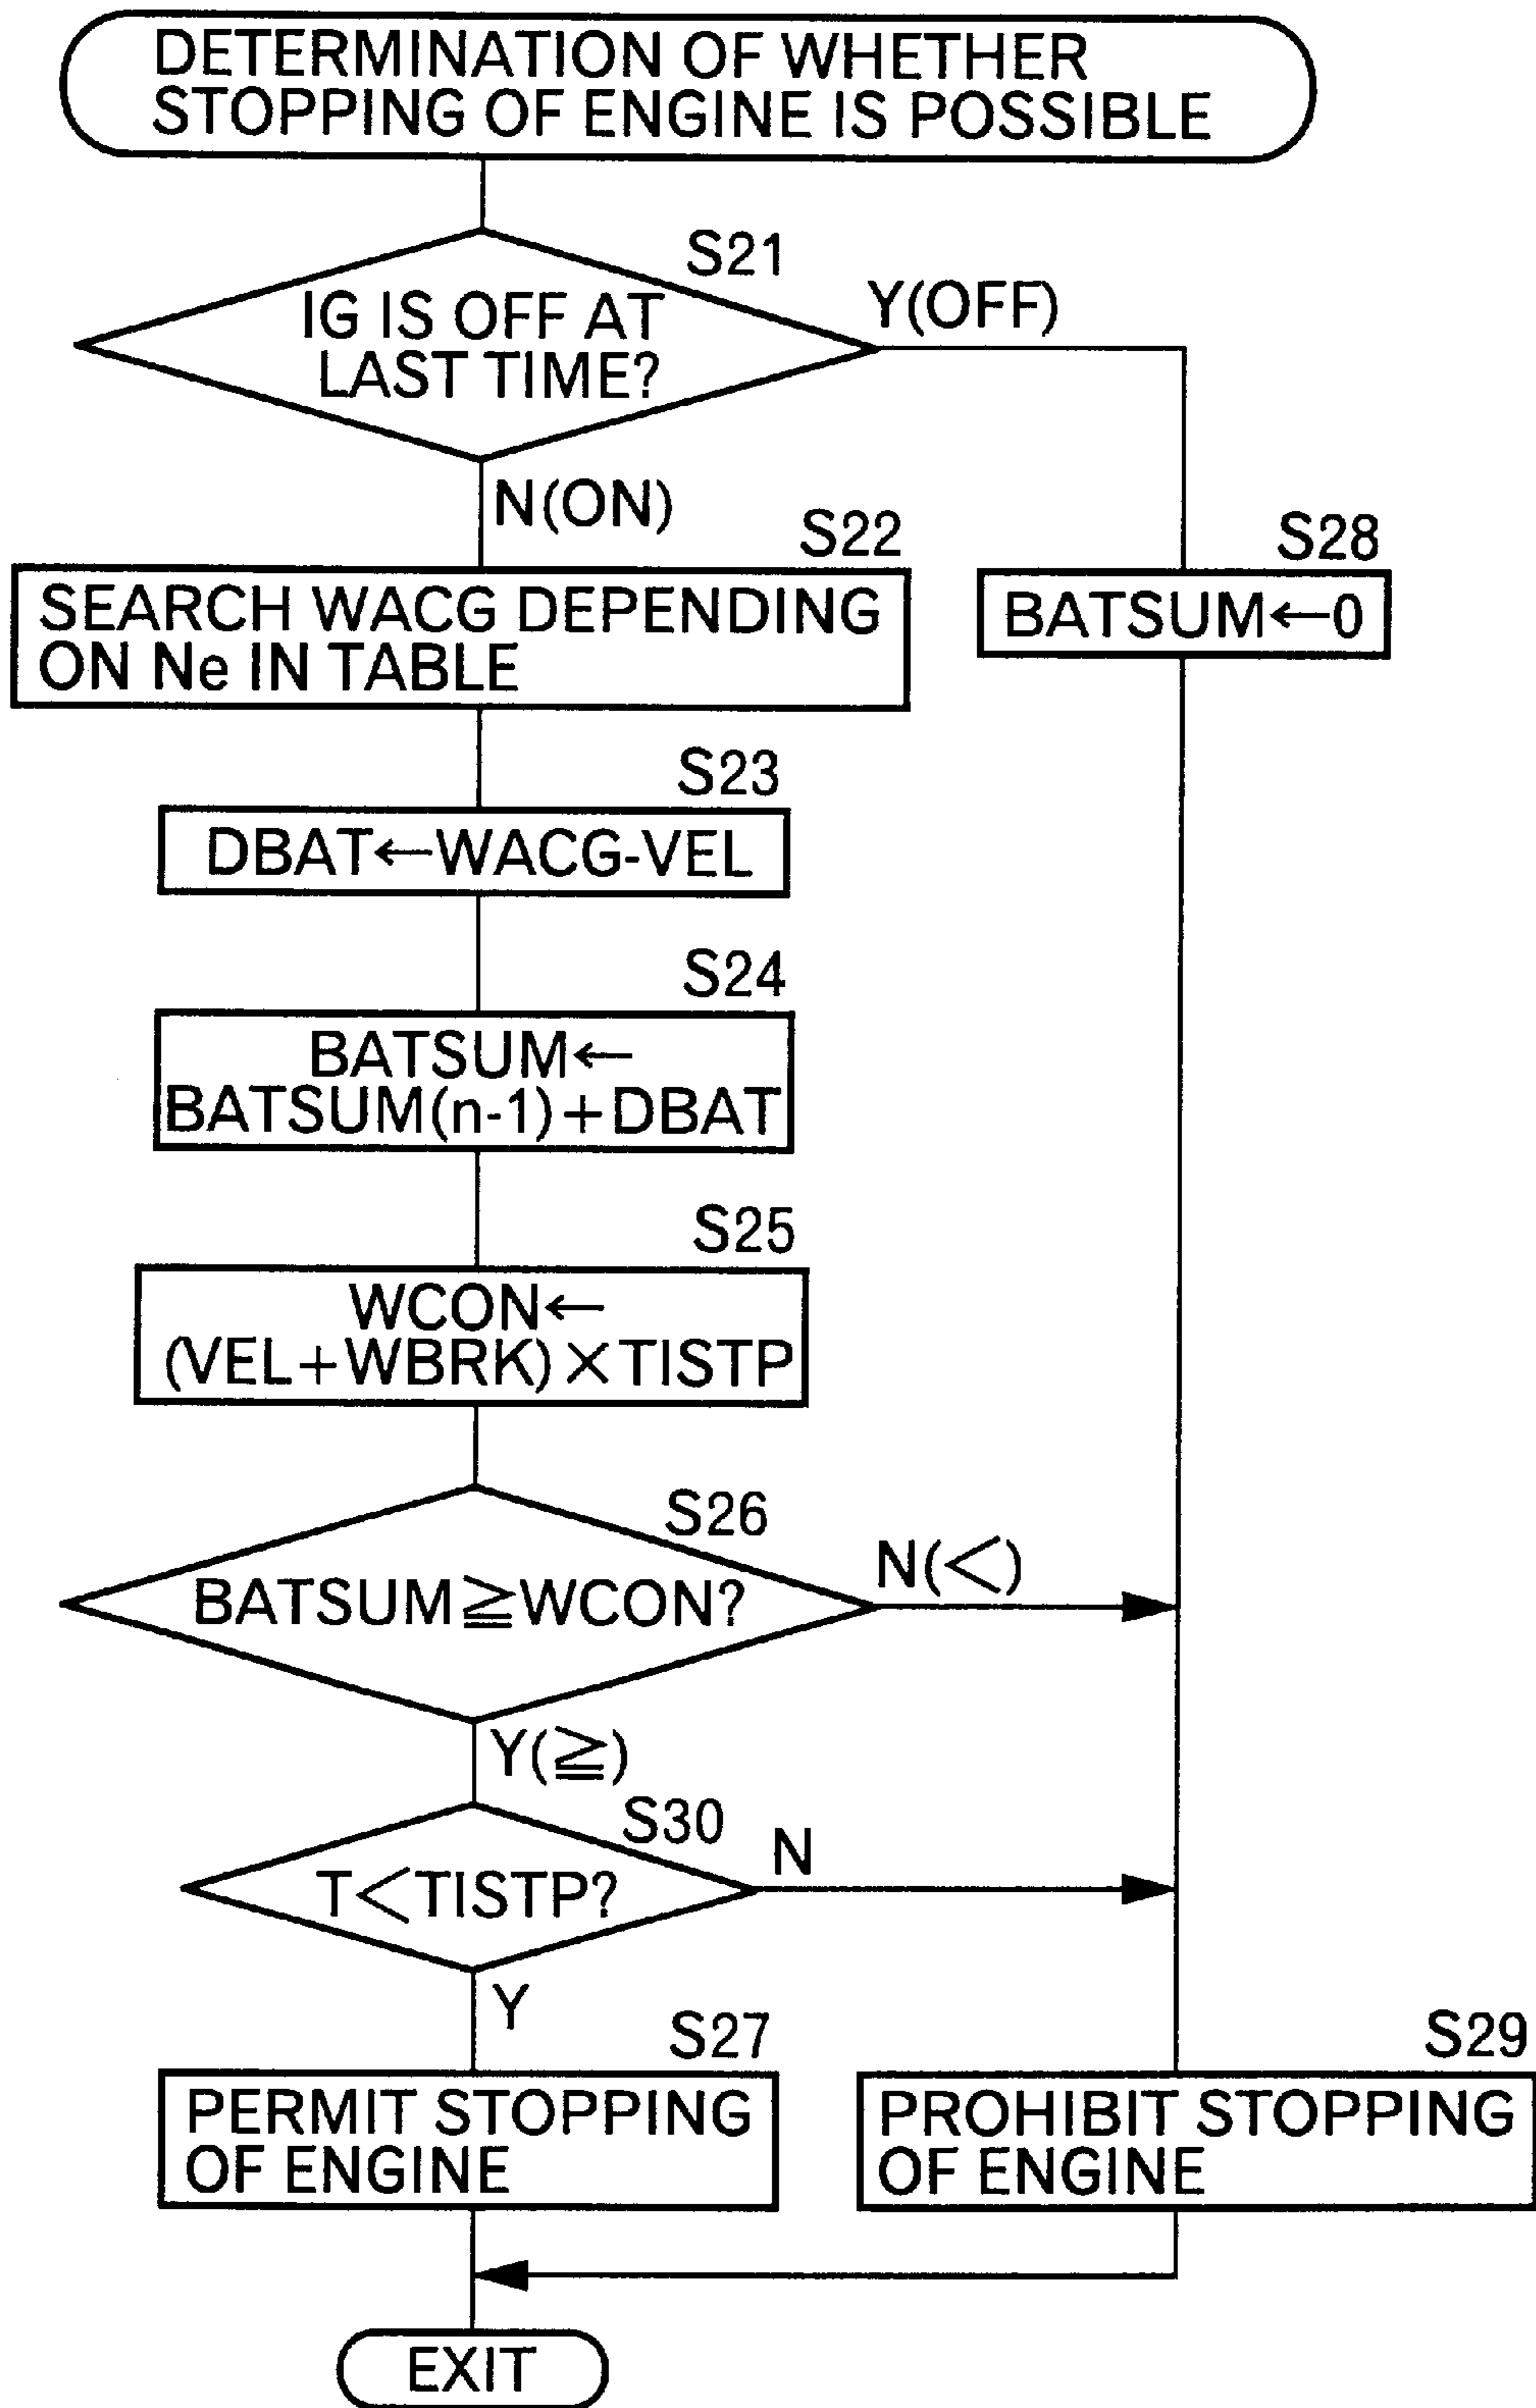 DETERMINATION OF WHETHER
STOPPING OF ENGINE IS POSSIBLE
S21
IG IS OFF AT
LAST TIME?
Y(OFF)
N(ON)
S22
SEARCH WACG DEPENDING
ON Ne IN TABLE
S28
BATSUM←0
S23
DBAT←WACG-VEL
S24
BATSUM←
BATSUM(n-1)+DBAT
S25
WCON←
(VEL+WBRK)×TISTP
S26
BATSUM≧WCON?
N(<)
Y(≧)
S30
T<TISTP?
N
Y
S27
PERMIT STOPPING
OF ENGINE
S29
PROHIBIT STOPPING
OF ENGINE
EXIT